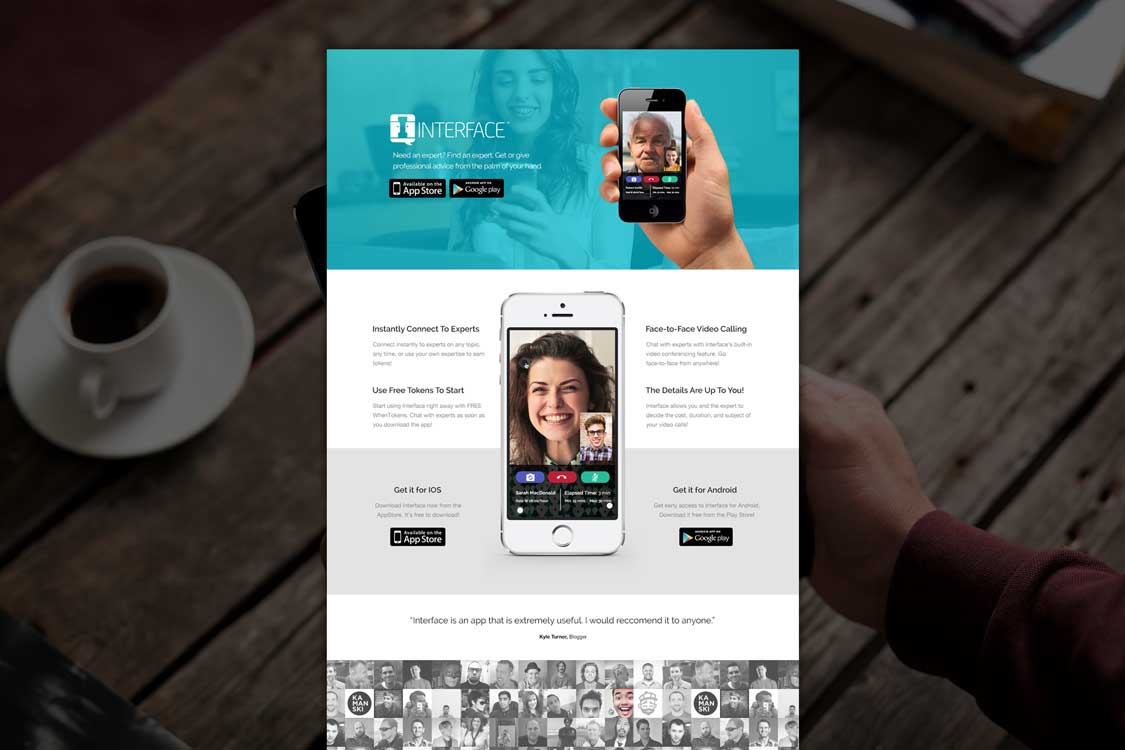 INTERFACE™
Need an expert? Find an expert. Get or give
professional advice from the palm of your hand.
Available on the
App Store
ANDROID APP ON
Google play
Instantly Connect To Experts
Connect instantly to experts on any topic,
any time, or use your own expertise to earn
tokens!
Use Free Tokens To Start
Start using Interface right away with FREE
WhenTokens. Chat with experts as soon as
you download the app!
Face-to-Face Video Calling
Chat with experts with Interface's built-in
video conferencing feature. Go
face-to-face from anywhere!
The Details Are Up To You!
Interface allows you and the expert to
decide the cost, duration, and subject of
your video calls!
Sarah MacDonald
Elapsed Time: 3 min
Get it for IOS
Download Interface now from the
AppStore. It's free to download!
Available on the
App Store
Get it for Android
Get early access to Interface for Android.
Download it free from the Play Store!
ANDROID APP ON
Google play
“Interface is an app that is extremely useful. I would reccommend it to anyone.”
Kyle Turner, Blogger
KA
MAN
SKI
KA
MAN
SKI